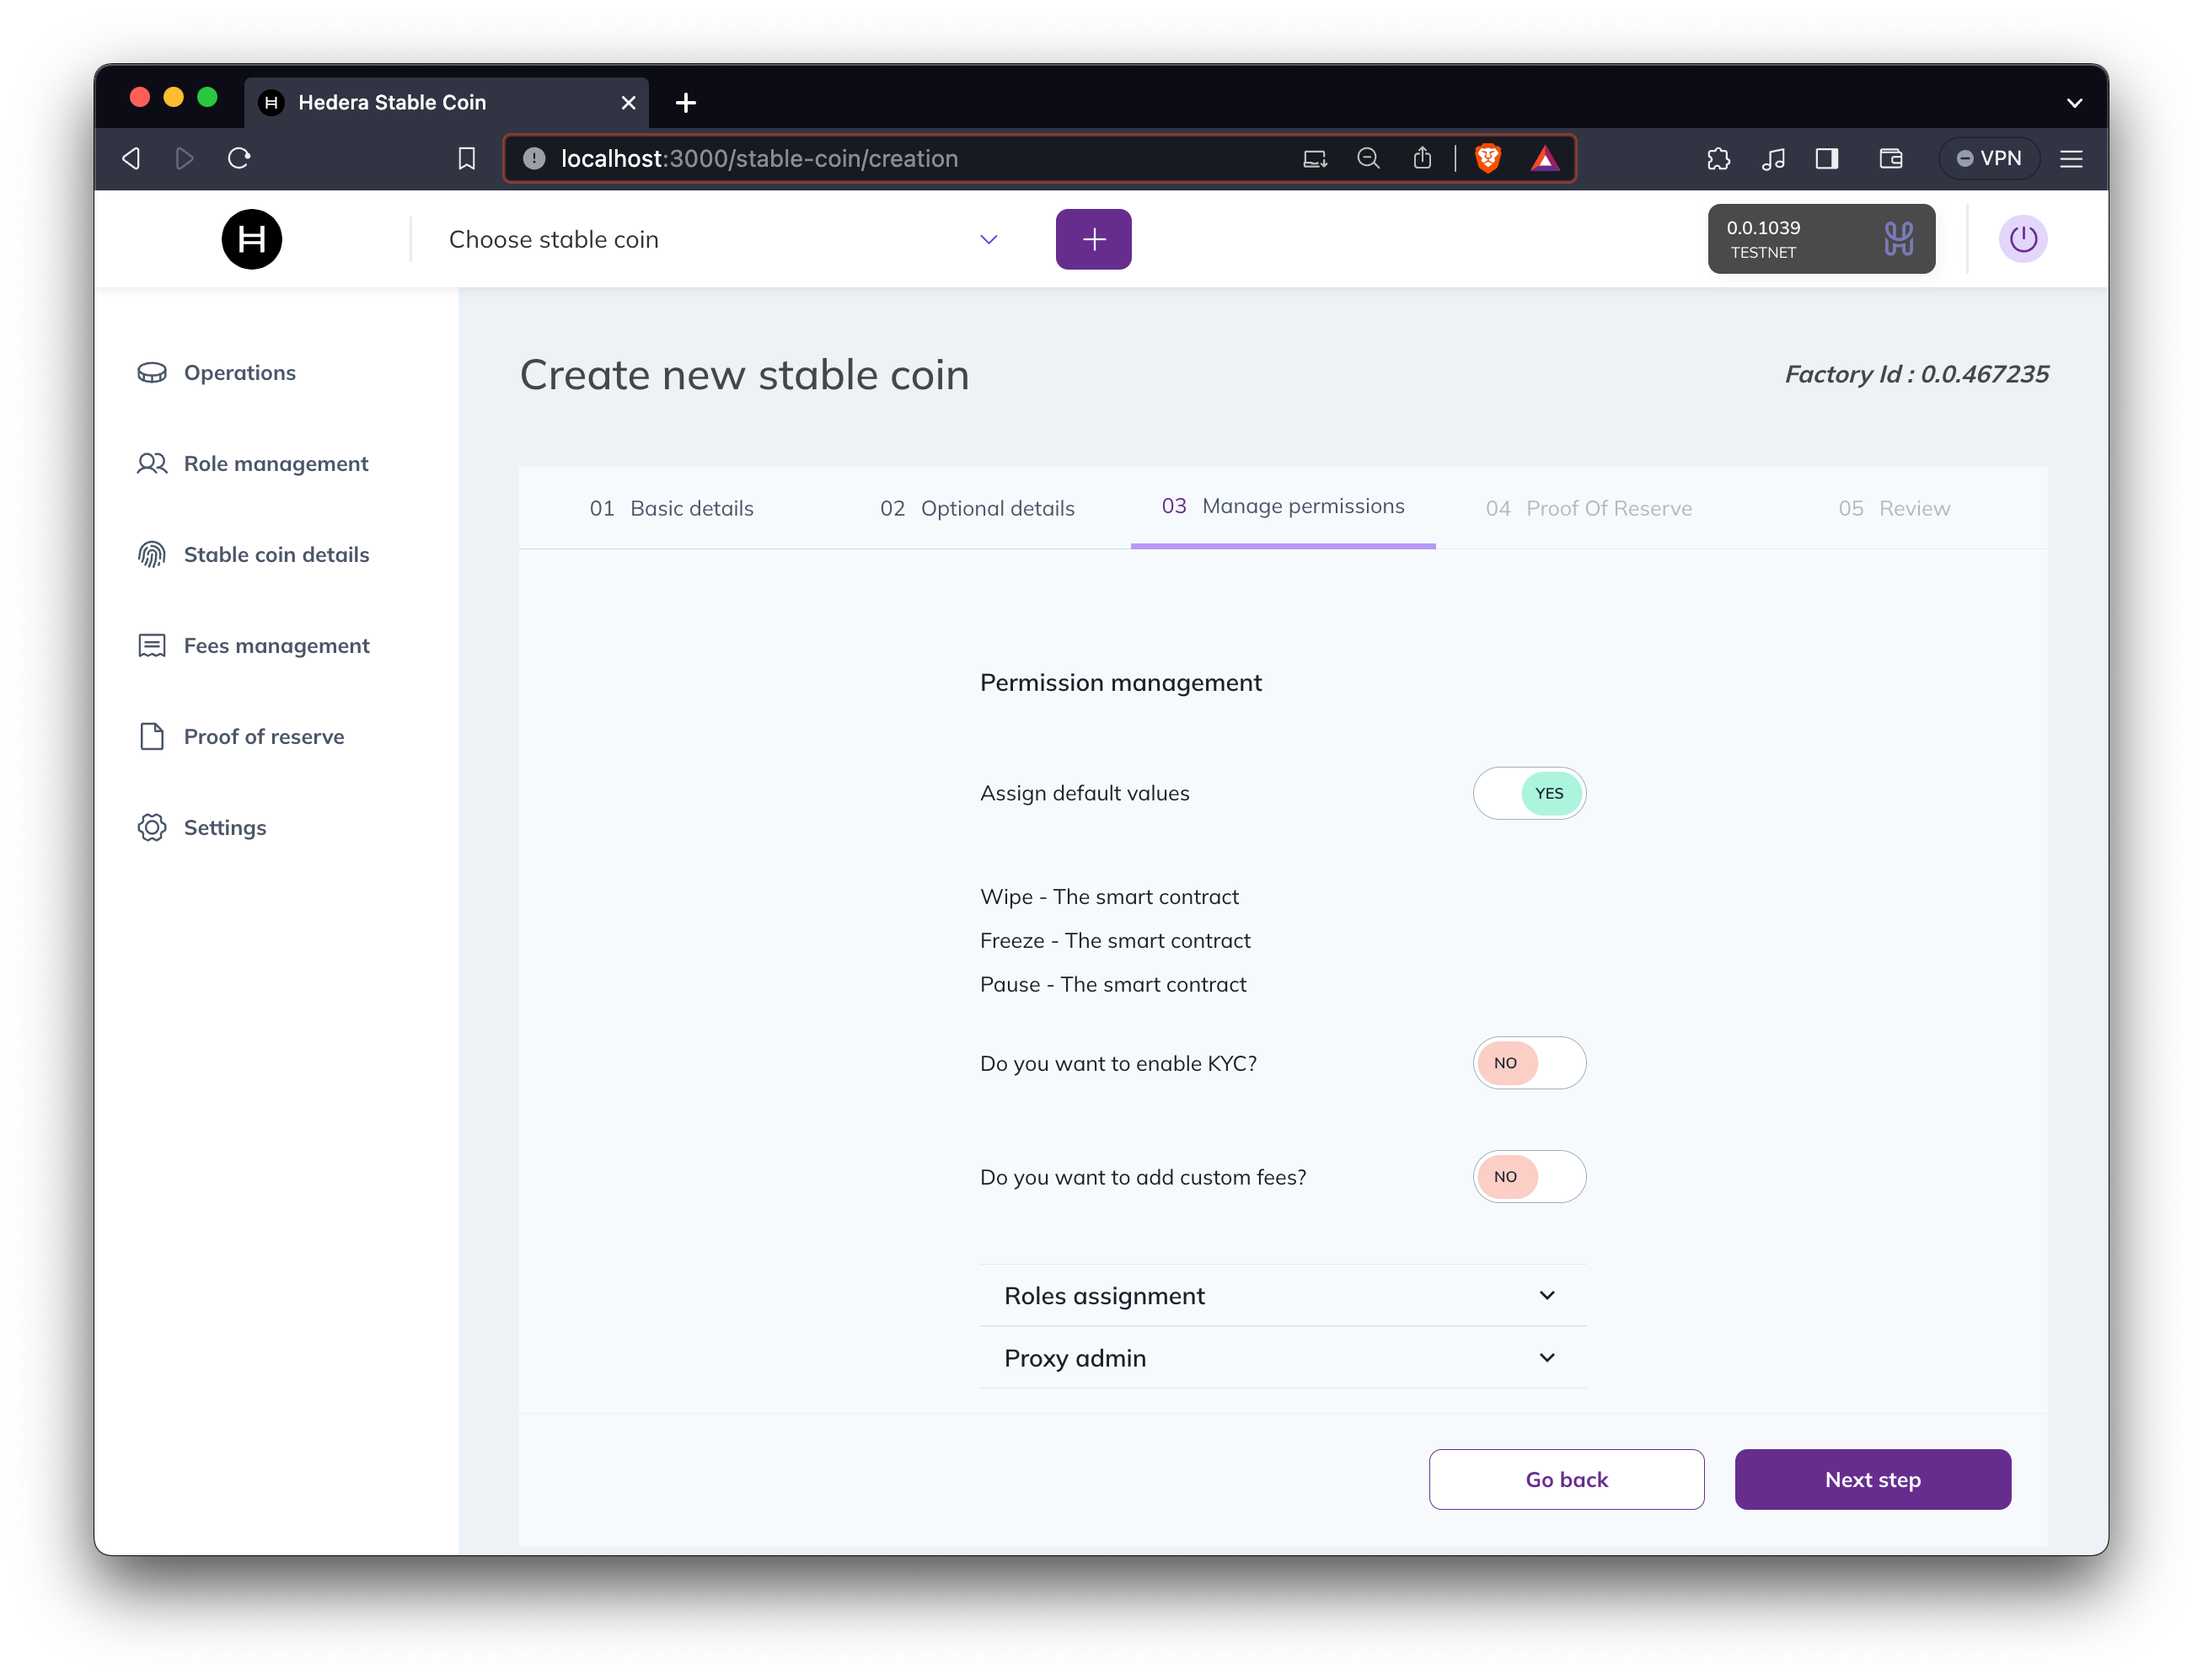 Hedera Stable Coin
localhost:3000/stable-coin/creation
VPN
Choose stable coin
0.0.1039
TESTNET
Operations
Role management
Stable coin details
Fees management
Proof of reserve
Settings
Create new stable coin
Factory Id : 0.0.467235
01 Basic details
02 Optional details
03 Manage permissions
04 Proof Of Reserve
05 Review
Permission management
Assign default values
YES
Wipe - The smart contract
Freeze - The smart contract
Pause - The smart contract
Do you want to enable KYC?
NO
Do you want to add custom fees?
NO
Roles assignment
Proxy admin
Go back
Next step